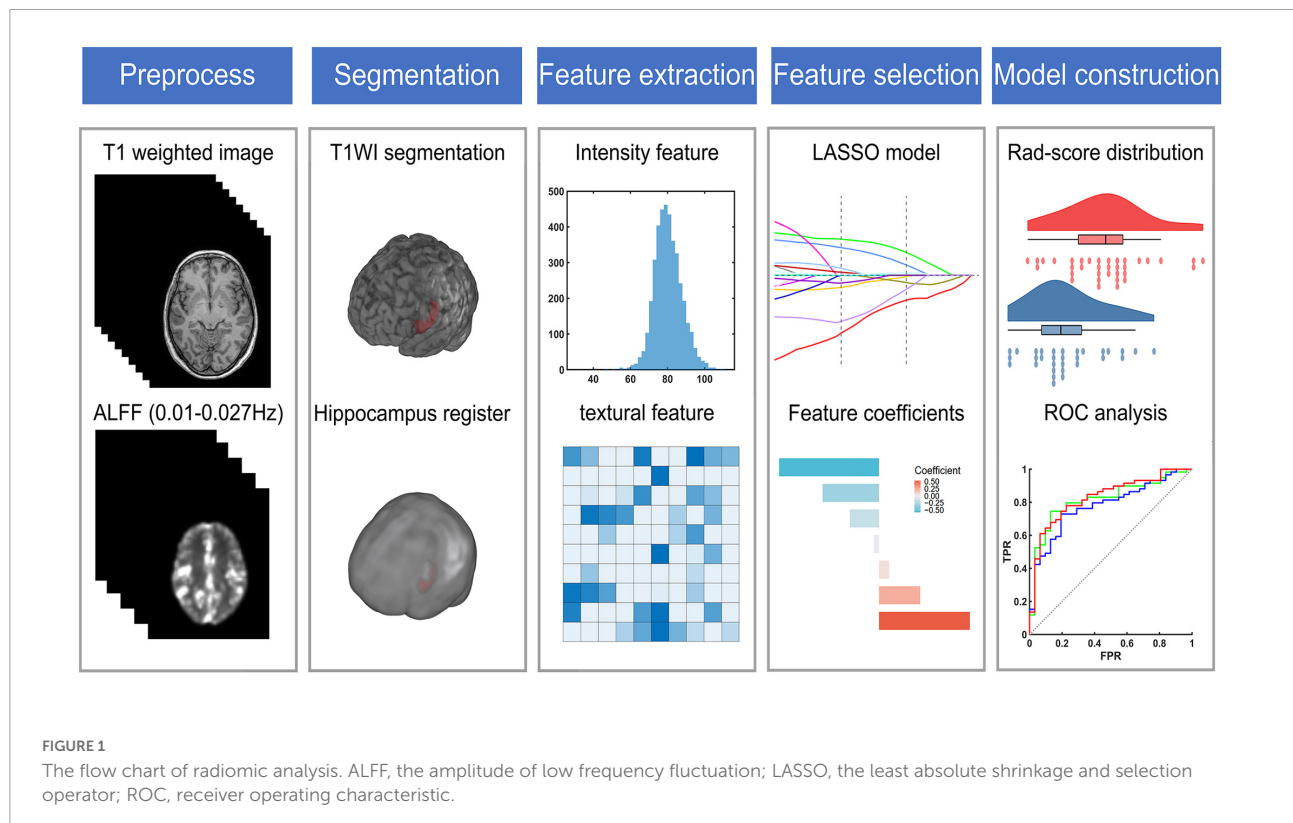 Preprocess
Segmentation
Feature extraction
Feature selection
Model construction
T1 weighted image
ALFF (0.01-0.027Hz)
T1WI segmentation
Hippocampus register
Intensity feature
500
400
300
200
100
0
40 60 80 100
textural feature
LASSO model
Feature coefficients
Coefficient
0.50
0.25
0.00
−0.25
−0.50
Rad-score distribution
ROC analysis
TPR
1
0.8
0.6
0.4
0.2
0
0 0.2 0.4 0.6 0.8 1
FPR
FIGURE 1
The flow chart of radiomic analysis. ALFF, the amplitude of low frequency fluctuation; LASSO, the least absolute shrinkage and selection
operator; ROC, receiver operating characteristic.